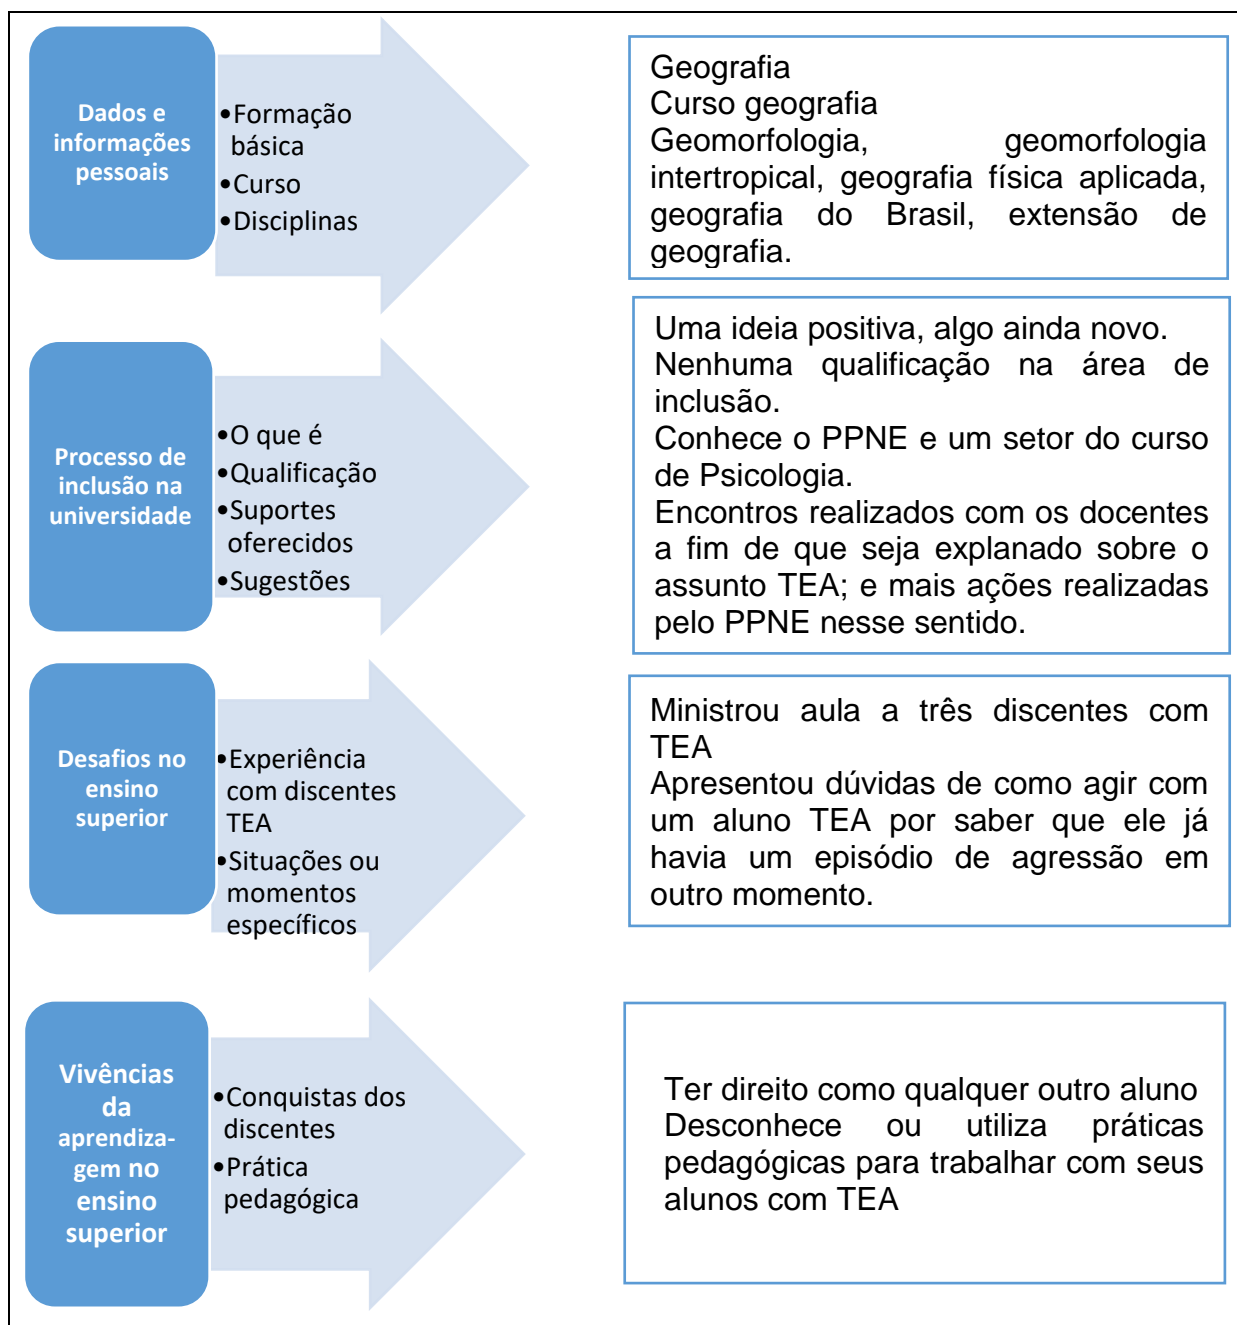 Dados e
informações
pessoais
•Formação
básica
•Curso
•Disciplinas
Geografia
Curso geografia
Geomorfologia, geomorfologia
intertropical, geografia física aplicada,
geografia do Brasil, extensão de
geografia.
Processo de
inclusão na
universidade
•O que é
•Qualificação
•Suportes
oferecidos
•Sugestões
Uma ideia positiva, algo ainda novo.
Nenhuma qualificação na área de
inclusão.
Conhece o PPNE e um setor do curso
de Psicologia.
Encontros realizados com os docentes
a fim de que seja explanado sobre o
assunto TEA; e mais ações realizadas
pelo PPNE nesse sentido.
Desafios no
ensino
superior
•Experiência
com discentes
TEA
•Situações ou
momentos
específicos
Ministrou aula a três discentes com
TEA
Apresentou dúvidas de como agir com
um aluno TEA por saber que ele já
havia um episódio de agressão em
outro momento.
Vivências
da
aprendiza-
gem no
ensino
superior
•Conquistas dos
discentes
•Prática
pedagógica
Ter direito como qualquer outro aluno
Desconhece ou utiliza práticas
pedagógicas para trabalhar com seus
alunos com TEA